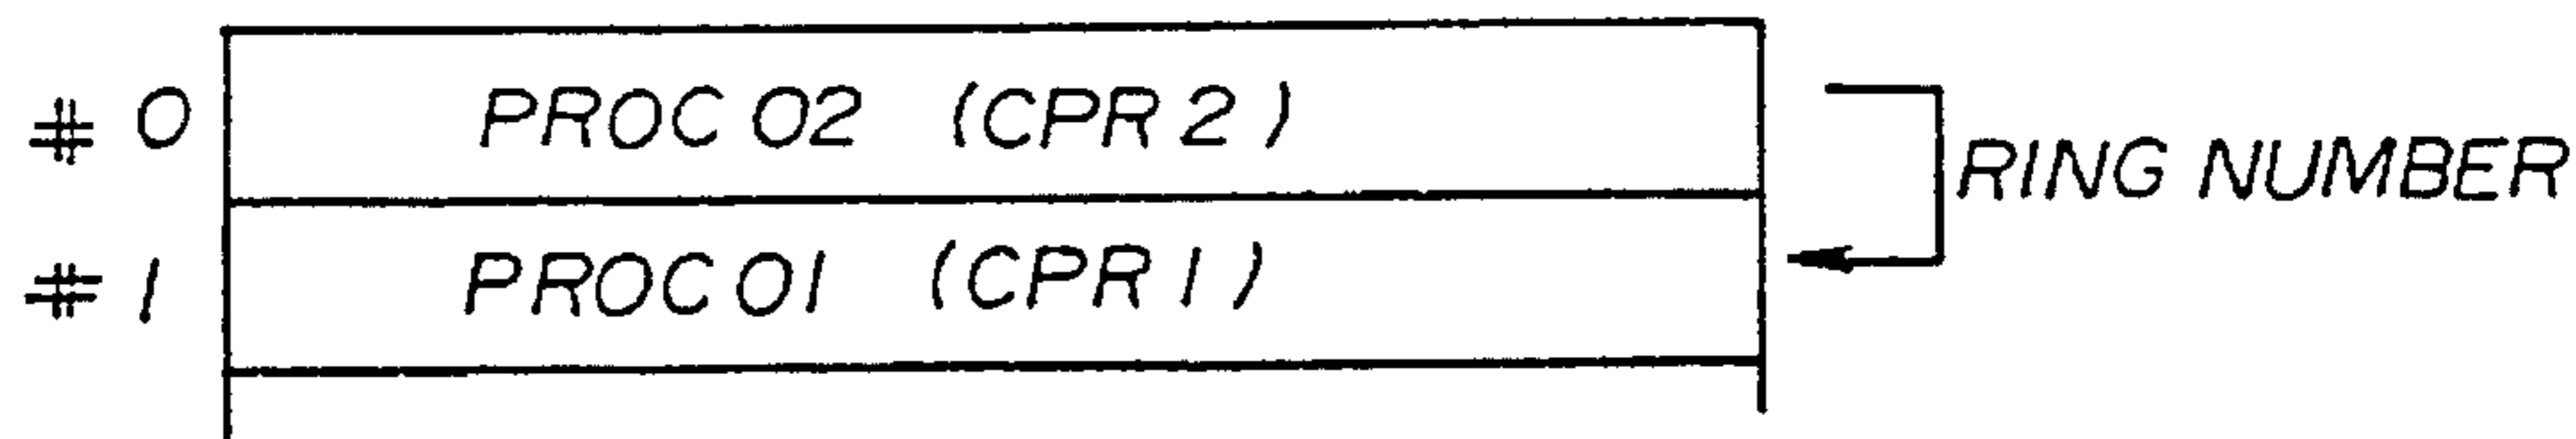 # 0 PROC 02 (CPR 2)
RING NUMBER
# 1 PROC 01 (CPR 1)